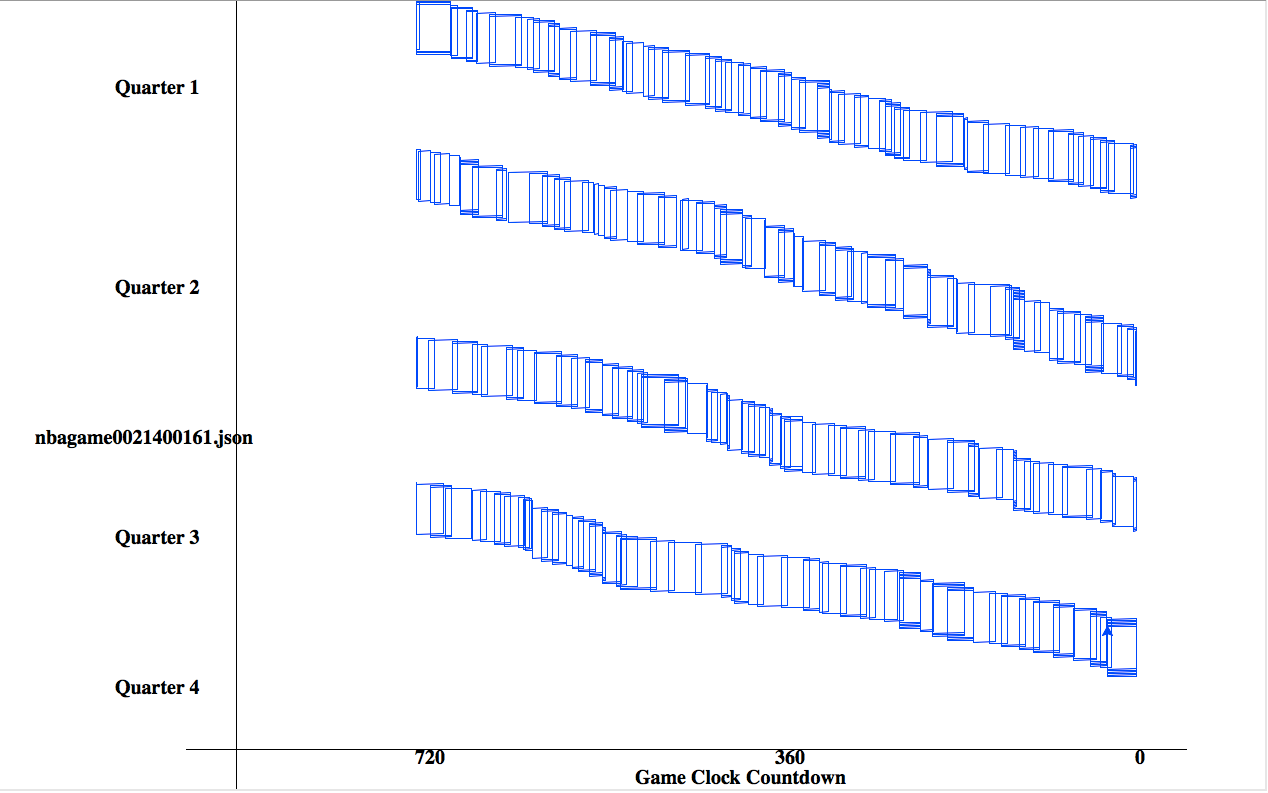 Quarter 1
Quarter 2
nbagame0021400161.json
Quarter 3
Quarter 4
720 360 0
Game Clock Countdown